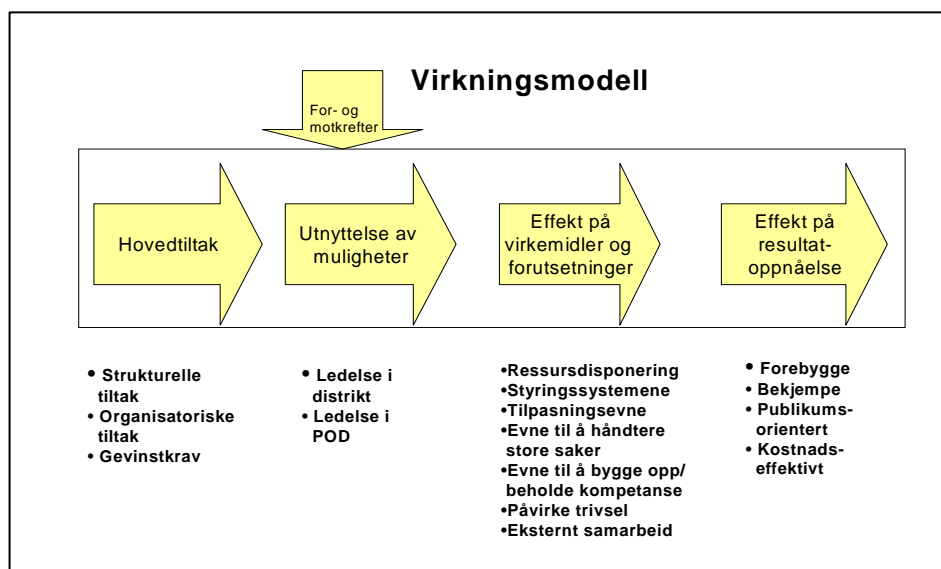 Virkningsmodell
For- og
motkrefter
Hovedtiltak
Utnyttelse av
muligheter
Effekt på
virkemidler og
forutsetninger
Effekt på
resultat-
oppnåelse
• Strukturelle
tiltak
• Organisatoriske
tiltak
• Gevinstkrav
• Ledelse i
distrikt
• Ledelse i
POD
•Ressursdisponering
•Styringssystemene
•Tilpasningsevne
•Evne til å håndtere
store saker
•Evne til å bygge opp/
beholde kompetanse
•Påvirke trivsel
•Eksternt samarbeid
• Forebygge
• Bekjempe
• Publikums-
orientert
• Kostnads-
effektivt